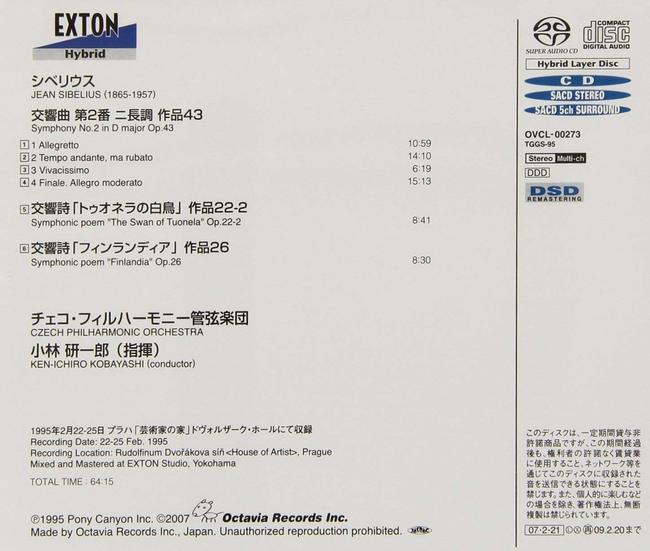 EXTON
Hybrid
シベリウス
JEAN SIBELIUS (1865-1957)
交響曲 第2番 ニ長調 作品43
Symphony No.2 in D major Op.43
1 1 Allegretto 10:59
2 2 Tempo andante, ma rubato 14:10
3 3 Vivacissimo 6:19
4 4 Finale. Allegro moderato 15:13
5 交響詩「トゥオネラの白鳥」作品22-2
Symphonic poem "The Swan of Tuonela" Op.22-2 8:41
6 交響詩「フィンランディア」作品26
Symphonic poem "Finlandia" Op.26 8:30
チェコ・フィルハーモニー管弦楽団
CZECH PHILHARMONIC ORCHESTRA
小林 研一郎（指揮）
KEN-ICHIRO KOBAYASHI (conductor)
1995年2月22-25日 プラハ「芸術家の家」ドヴォルザーク・ホールにて収録
Recording Date: 22-25 Feb. 1995
Recording Location: Rudolfinum Dvořákova síň <House of Artist>, Prague
Mixed and Mastered at EXTON Studio, Yokohama
TOTAL TIME : 64:15
℗1995 Pony Canyon Inc. ©2007 Octavia Records Inc.
Made by Octavia Records Inc., Japan. Unauthorized reproduction prohibited.
SUPER AUDIO CD
COMPACT
disc
DIGITAL AUDIO
Hybrid Layer Disc
CD
SACD STEREO
SACD 5ch SURROUND
OVCL-00273
TGGS-95
Stereo Multi-ch
DDD
DSD
REMASTERING
このディスクは、一定期間貸与非
許諾商品ですが、この期間経過
後も、権利者の許諾なく賃貸業
に使用すること、ネットワーク等を
通じてこのディスクに収録された
音を送信できる状態にすることを
禁じます。また、個人的に楽しむなど
の場合を除き、著作権法上、無断
複製は禁じられています。
07・2・21 Ⓛ Ⓧ 再 09.2.20まで